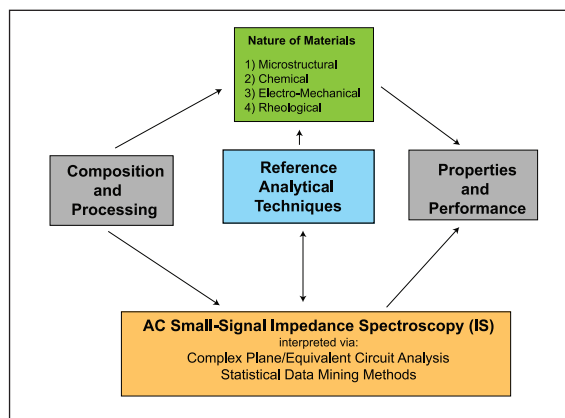 Nature of Materials
1) Microstructural
2) Chemical
3) Electro-Mechanical
4) Rheological
Composition
and
Processing
Reference
Analytical
Techniques
Properties
and
Performance
AC Small-Signal Impedance Spectroscopy (IS)
interpreted via:
Complex Plane/Equivalent Circuit Analysis
Statistical Data Mining Methods